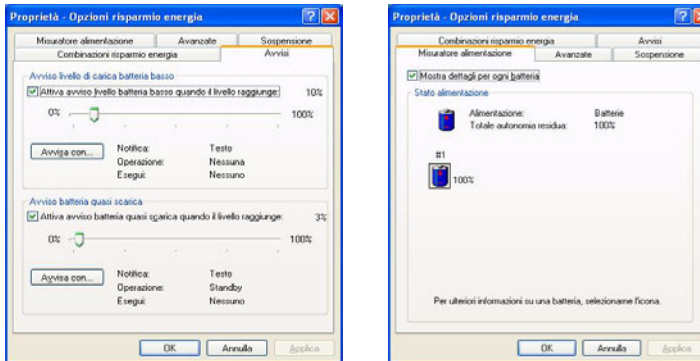 Proprietà - Opzioni risparmio energia
Misuratore alimentazione
Avanzate
Sospensione
Combinazioni risparmio energia
Avvisi
Avviso livello di carica batteria basso
Attiva avviso livello batteria basso quando il livello raggiunge: 10%
0% 100%
Avvisa con...
Notifica: Testo
Operazione: Nessuna
Esegui: Nessuno
Avviso batteria quasi scarica
Attiva avviso batteria quasi scarica quando il livello raggiunge: 3%
0% 100%
Avvisa con...
Notifica: Testo
Operazione: Standby
Esegui: Nessuno
OK
Annulla
Applica
Proprietà - Opzioni risparmio energia
Combinazioni risparmio energia
Avvisi
Misuratore alimentazione
Avanzate
Sospensione
Mostra dettagli per ogni batteria
Stato alimentazione
Alimentazione: Batterie
Totale autonomia residua: 100%
#1
100%
Per ulteriori informazioni su una batteria, selezionarne l'icona.
OK
Annulla
Applica